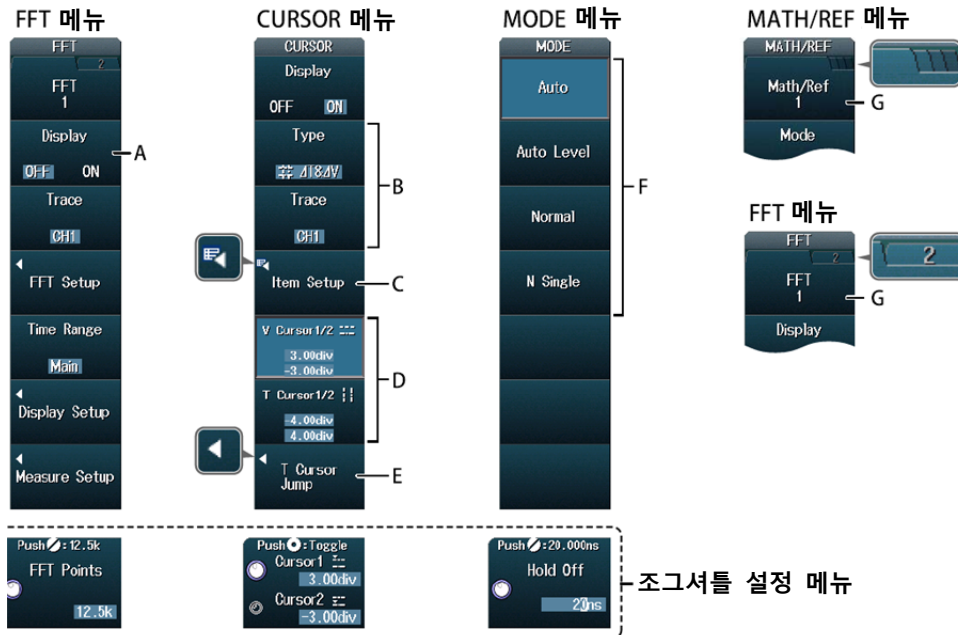 FFT 메뉴
FFT
2
FFT
1
Display
OFF ON
A
Trace
CH1
FFT Setup
Time Range
Main
Display Setup
Measure Setup
CURSOR 메뉴
CURSOR
Display
OFF ON
Type
ΔT&ΔV
B
Trace
CH1
Item Setup
C
V Cursor1/2
3.00div
-3.00div
D
T Cursor1/2
-4.00div
4.00div
T Cursor
Jump
E
MODE 메뉴
MODE
Auto
Auto Level
F
Normal
N Single
MATH/REF 메뉴
MATH/REF
Math/Ref
1
G
Mode
FFT 메뉴
FFT
2
2
FFT
1
G
Display
Push :12.5k
FFT Points
12.5k
Push :Toggle
Cursor1
3.00div
Cursor2
-3.00div
Push :20.000ns
Hold Off
20ns
조그셔틀 설정 메뉴